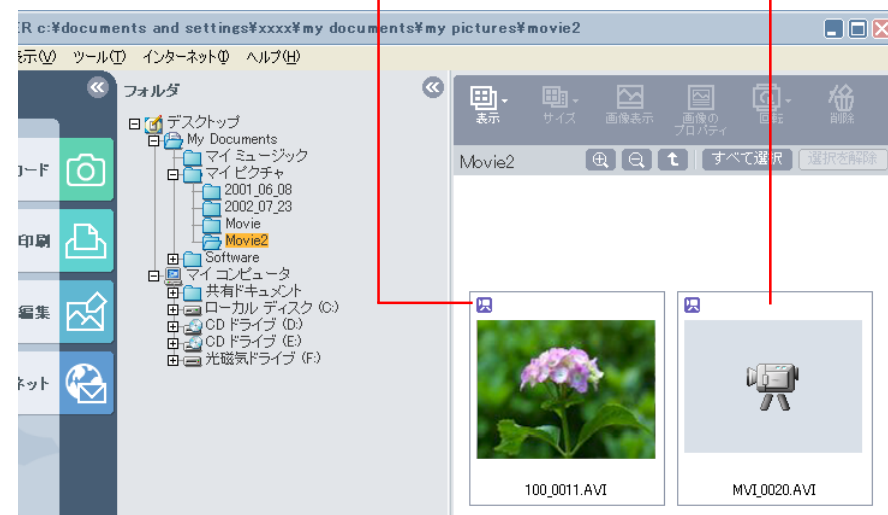 ER c:¥documents and settings¥xxxx¥my documents¥my pictures¥movie2
表示(V) ツール(T) インターネット(I) ヘルプ(H)
フォルダ
デスクトップ
My Documents
マイ ミュージック
マイ ピクチャ
2001_06_08
2002_07_23
Movie
Movie2
Software
マイ コンピュータ
共有ドキュメント
ローカル ディスク (C:)
CD ドライブ (D:)
CD ドライブ (E:)
光磁気ドライブ (F:)
カード
印刷
編集
ネット
表示 サイズ 画像表示 画像の 回転 削除
プロパティ
Movie2 すべて選択 選択を解除
100_0011.AVI MVI_0020.AVI